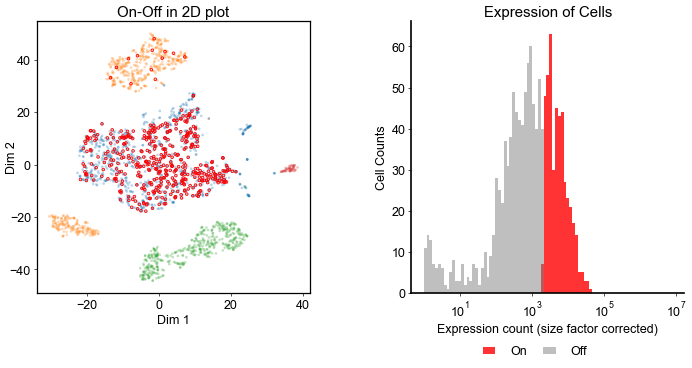 On-Off in 2D plot
40
20
0
−20
−40
Dim 2
−20
0
20
40
Dim 1
Expression of Cells
60
50
40
30
20
10
0
Cell Counts
10^1
10^3
10^5
10^7
Expression count (size factor corrected)
On
Off